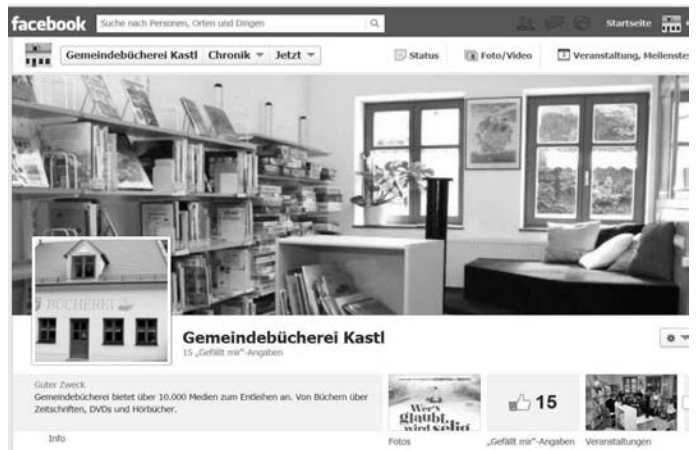 facebook Suche nach Personen, Orten und Dingen Startseite
Gemeindebücherei Kastl Chronik Jetzt Status Foto/Video Veranstaltung, Meilenste
BÜCHEREI
Gemeindebücherei Kastl
15 „Gefällt mir“-Angaben
Guter Zweck
Gemeindebücherei bietet über 10.000 Medien zum Entleihen an. Von Büchern über
Zeitschriften, DVDs und Hörbücher.
Info
Wer's
glaubt,
wird selig
15
Fotos „Gefällt mir“-Angaben Veranstaltungen